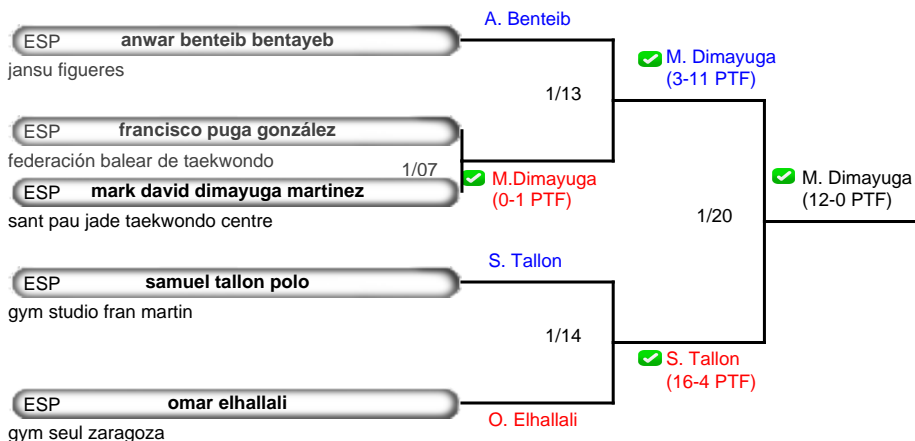 A. Benteib
ESP anwar benteib bentayeb
jansu figueres
M. Dimayuga
(3-11 PTF)
1/13
ESP francisco puga gonzález
federación balear de taekwondo
1/07
ESP mark david dimayuga martinez
sant pau jade taekwondo centre
M.Dimayuga
(0-1 PTF)
M. Dimayuga
(12-0 PTF)
1/20
S. Tallon
ESP samuel tallon polo
gym studio fran martin
1/14
S. Tallon
(16-4 PTF)
ESP omar elhallali
O. Elhallali
gym seul zaragoza